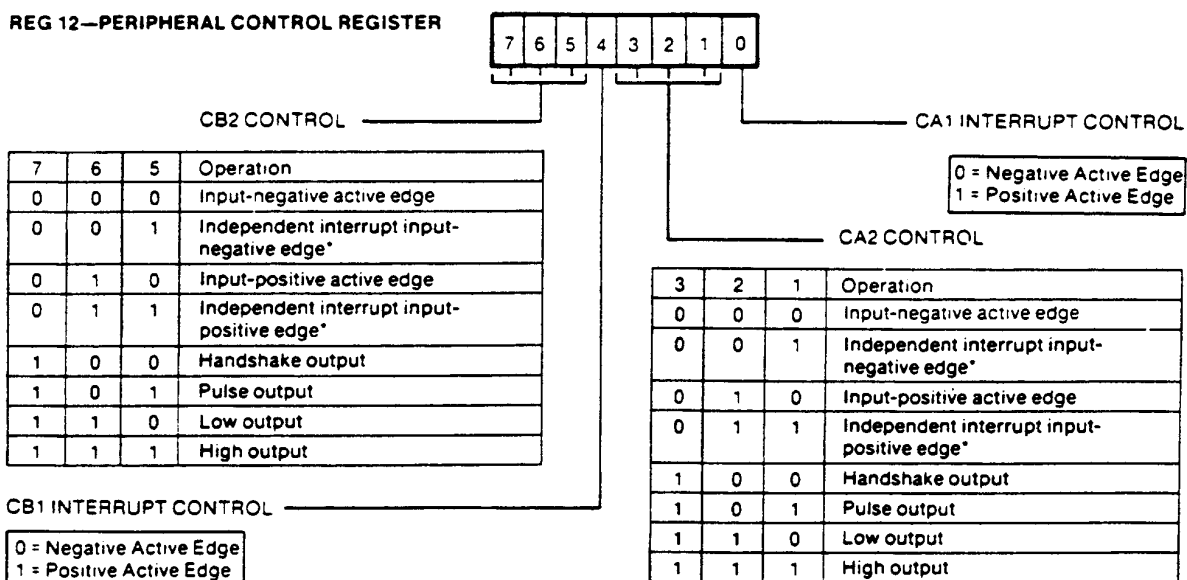 REG 12—PERIPHERAL CONTROL REGISTER
7 6 5 4 3 2 1 0
CB2 CONTROL
7 6 5 Operation
0 0 0 Input-negative active edge
0 0 1 Independent interrupt input-
negative edge*
0 1 0 Input-positive active edge
0 1 1 Independent interrupt input-
positive edge*
1 0 0 Handshake output
1 0 1 Pulse output
1 1 0 Low output
1 1 1 High output
CB1 INTERRUPT CONTROL
0 = Negative Active Edge
1 = Positive Active Edge
CA1 INTERRUPT CONTROL
0 = Negative Active Edge
1 = Positive Active Edge
CA2 CONTROL
3 2 1 Operation
0 0 0 Input-negative active edge
0 0 1 Independent interrupt input-
negative edge*
0 1 0 Input-positive active edge
0 1 1 Independent interrupt input-
positive edge*
1 0 0 Handshake output
1 0 1 Pulse output
1 1 0 Low output
1 1 1 High output